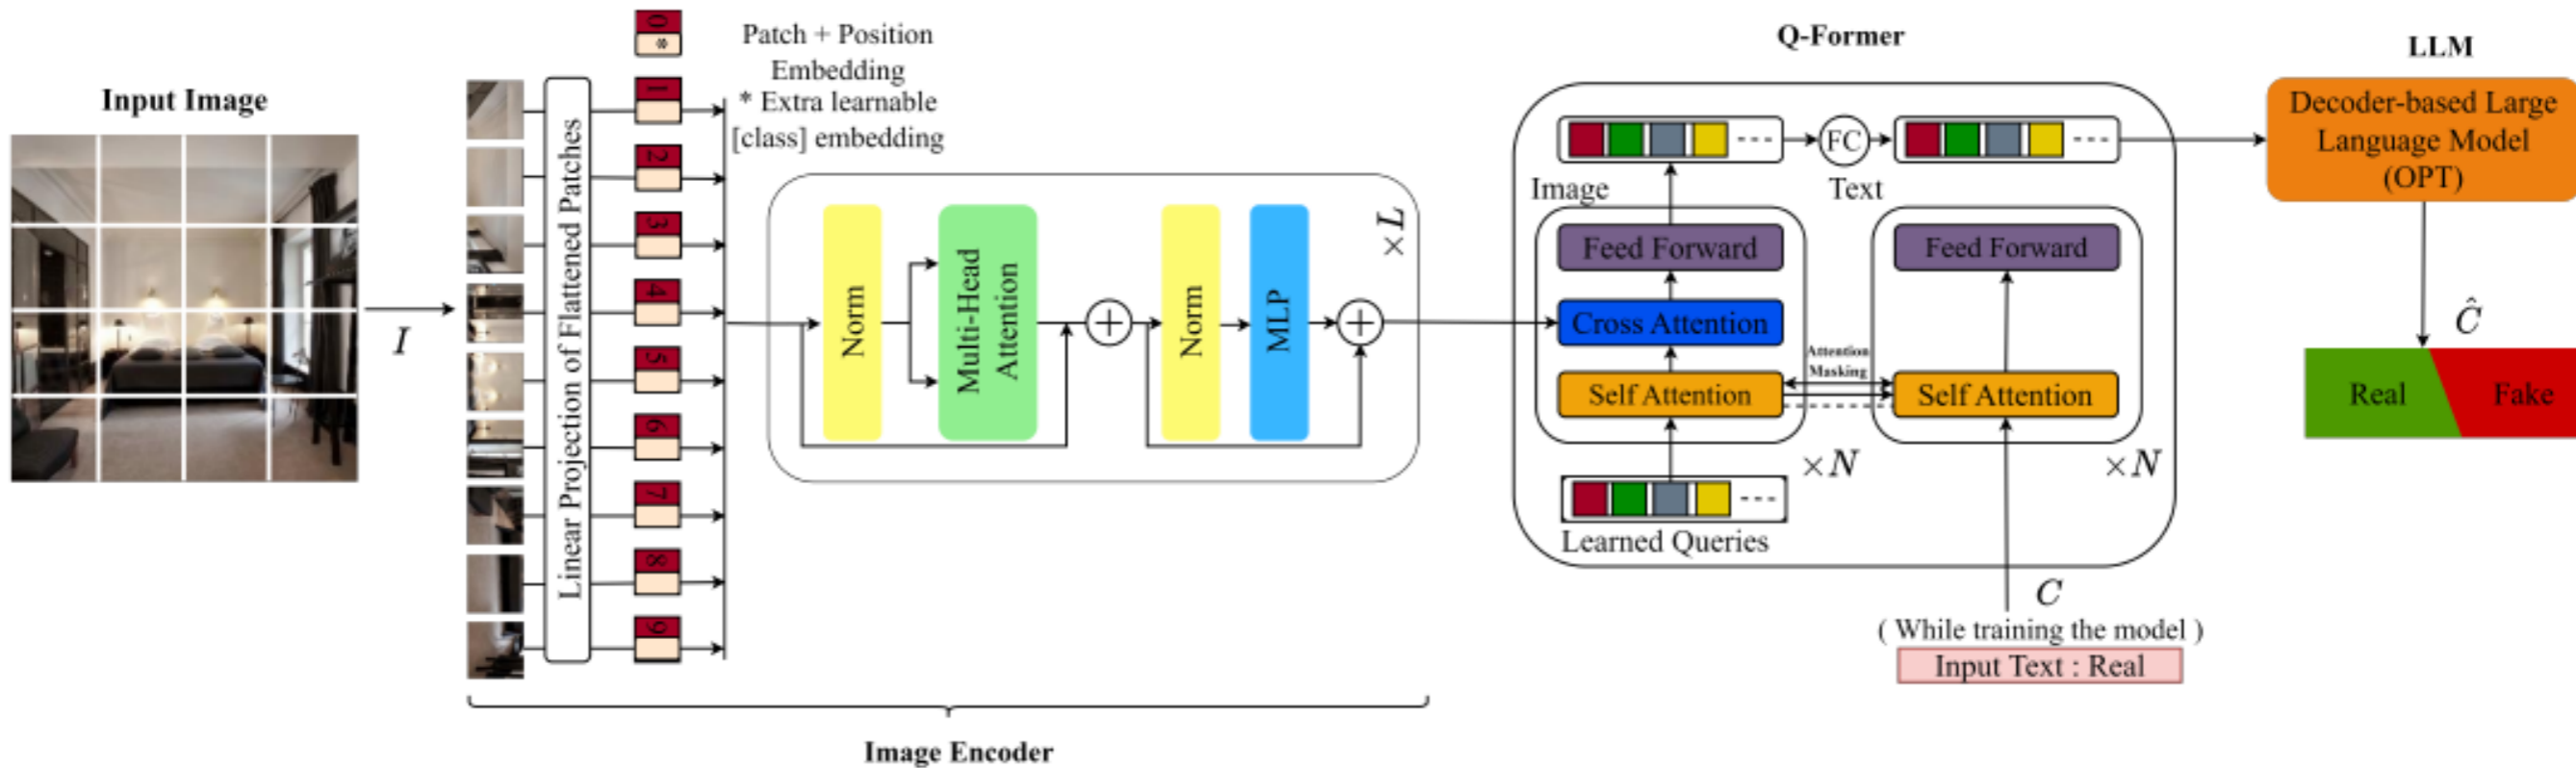 Input Image
I
Linear Projection of Flattened Patches
0
*
1
2
3
4
5
6
7
8
9
Patch + Position
Embedding
* Extra learnable
[class] embedding
Norm
Multi-Head
Attention
+
Norm
MLP
+
×L
Image Encoder
Q-Former
FC
Image
Text
Feed Forward
Cross Attention
Self Attention
×N
Learned Queries
Attention
Masking
Feed Forward
Self Attention
×N
C
( While training the model )
Input Text : Real
LLM
Decoder-based Large
Language Model
(OPT)
Ĉ
Real
Fake